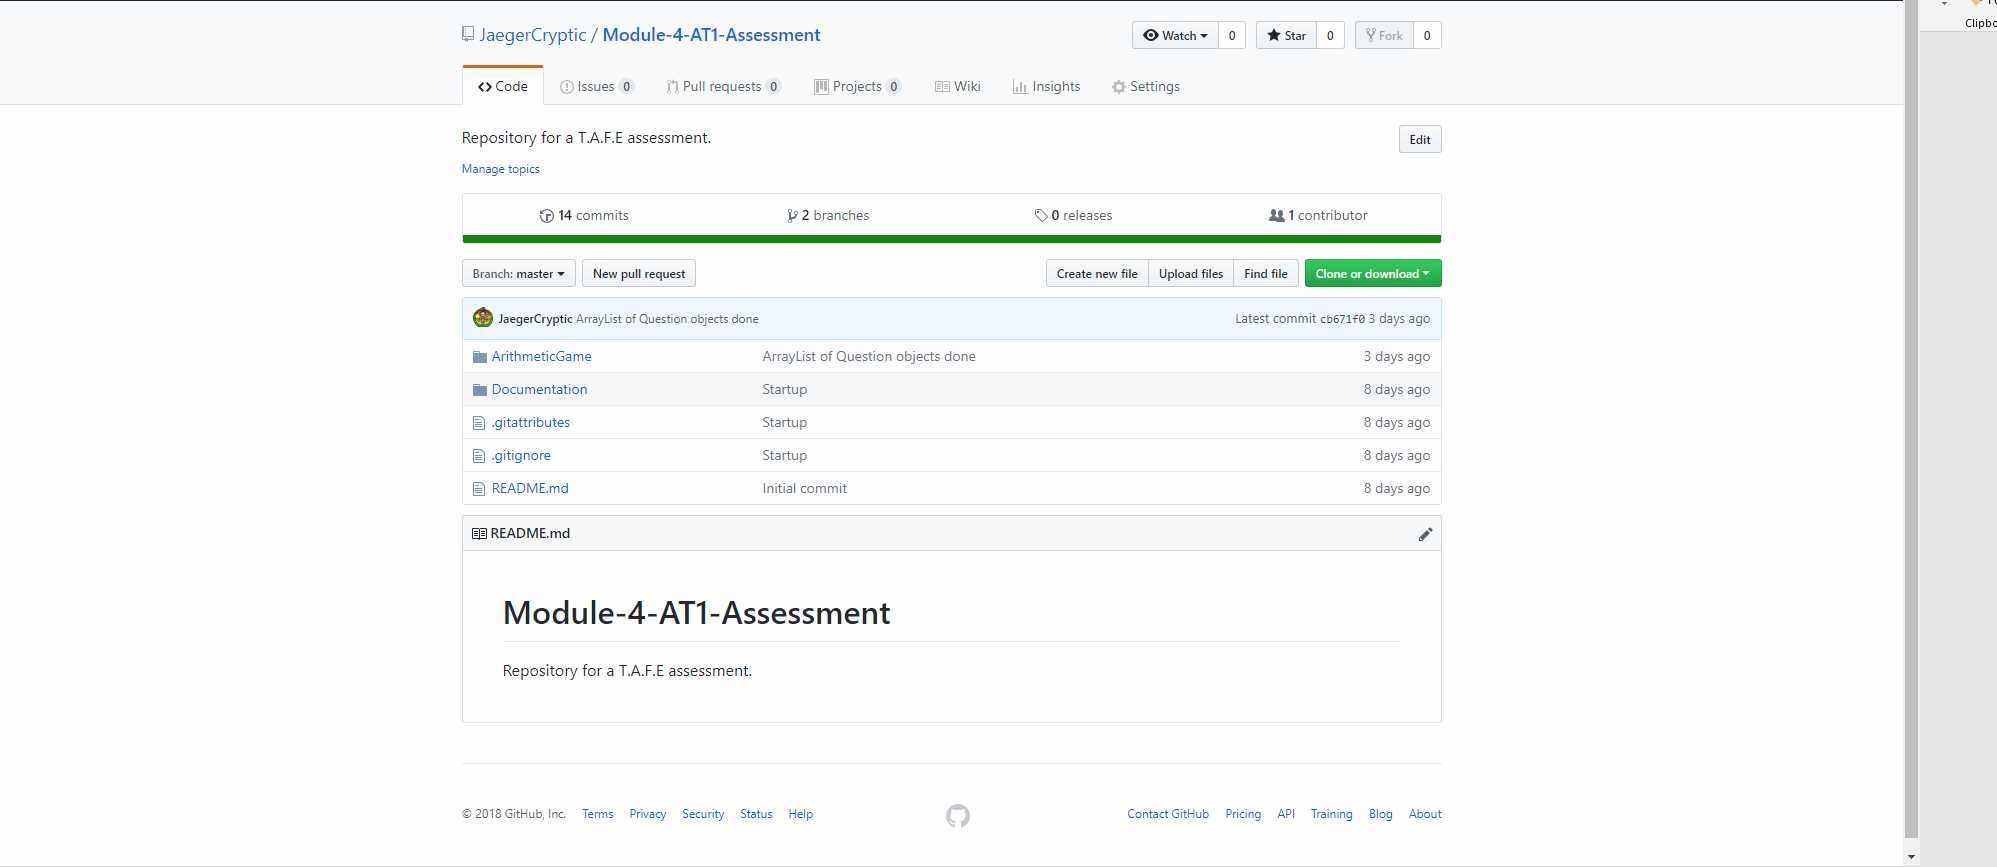 JaegerCryptic / Module-4-AT1-Assessment Watch 0 Star 0 Fork 0
Code Issues 0 Pull requests 0 Projects 0 Wiki Insights Settings
Repository for a T.A.F.E assessment. Edit
Manage topics
14 commits 2 branches 0 releases 1 contributor
Branch: master New pull request Create new file Upload files Find file Clone or download
JaegerCryptic ArrayList of Question objects done Latest commit cb671f0 3 days ago
ArithmeticGame ArrayList of Question objects done 3 days ago
Documentation Startup 8 days ago
.gitattributes Startup 8 days ago
.gitignore Startup 8 days ago
README.md Initial commit 8 days ago
README.md
Module-4-AT1-Assessment
Repository for a T.A.F.E assessment.
© 2018 GitHub, Inc. Terms Privacy Security Status Help Contact GitHub Pricing API Training Blog About